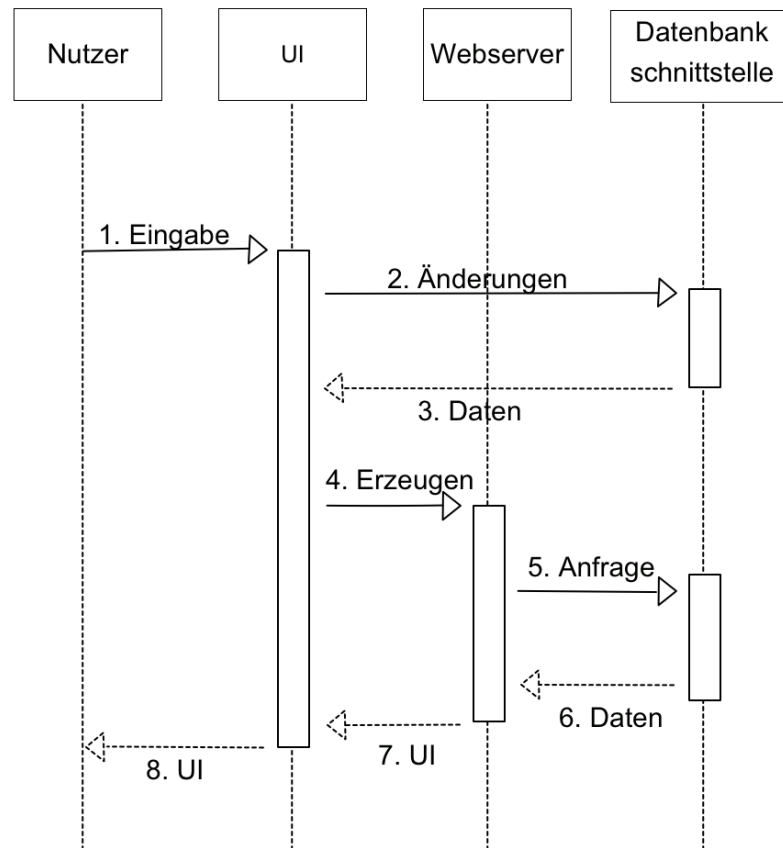 Nutzer
UI
Webserver
Datenbank
schnittstelle
1. Eingabe
2. Änderungen
3. Daten
4. Erzeugen
5. Anfrage
6. Daten
7. UI
8. UI